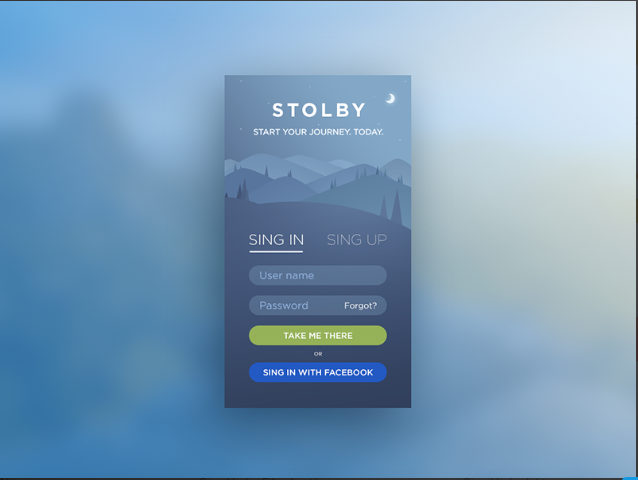 STOLBY
START YOUR JOURNEY. TODAY.
SING IN SING UP
User name
Password Forgot?
TAKE ME THERE
OR
SING IN WITH FACEBOOK